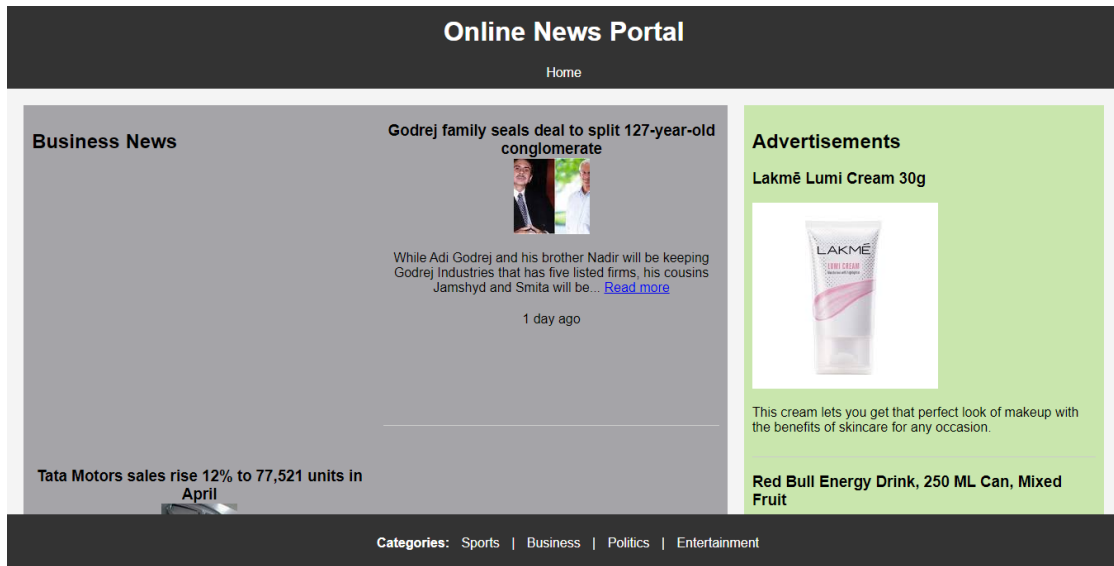 Online News Portal
Home
Business News
Godrej family seals deal to split 127-year-old
conglomerate
While Adi Godrej and his brother Nadir will be keeping
Godrej Industries that has five listed firms, his cousins
Jamshyd and Smita will be... Read more
1 day ago
Tata Motors sales rise 12% to 77,521 units in
April
Advertisements
Lakmē Lumi Cream 30g
LAKMÉ
LUMI CREAM
This cream lets you get that perfect look of makeup with
the benefits of skincare for any occasion.
Red Bull Energy Drink, 250 ML Can, Mixed
Fruit
Categories: Sports | Business | Politics | Entertainment